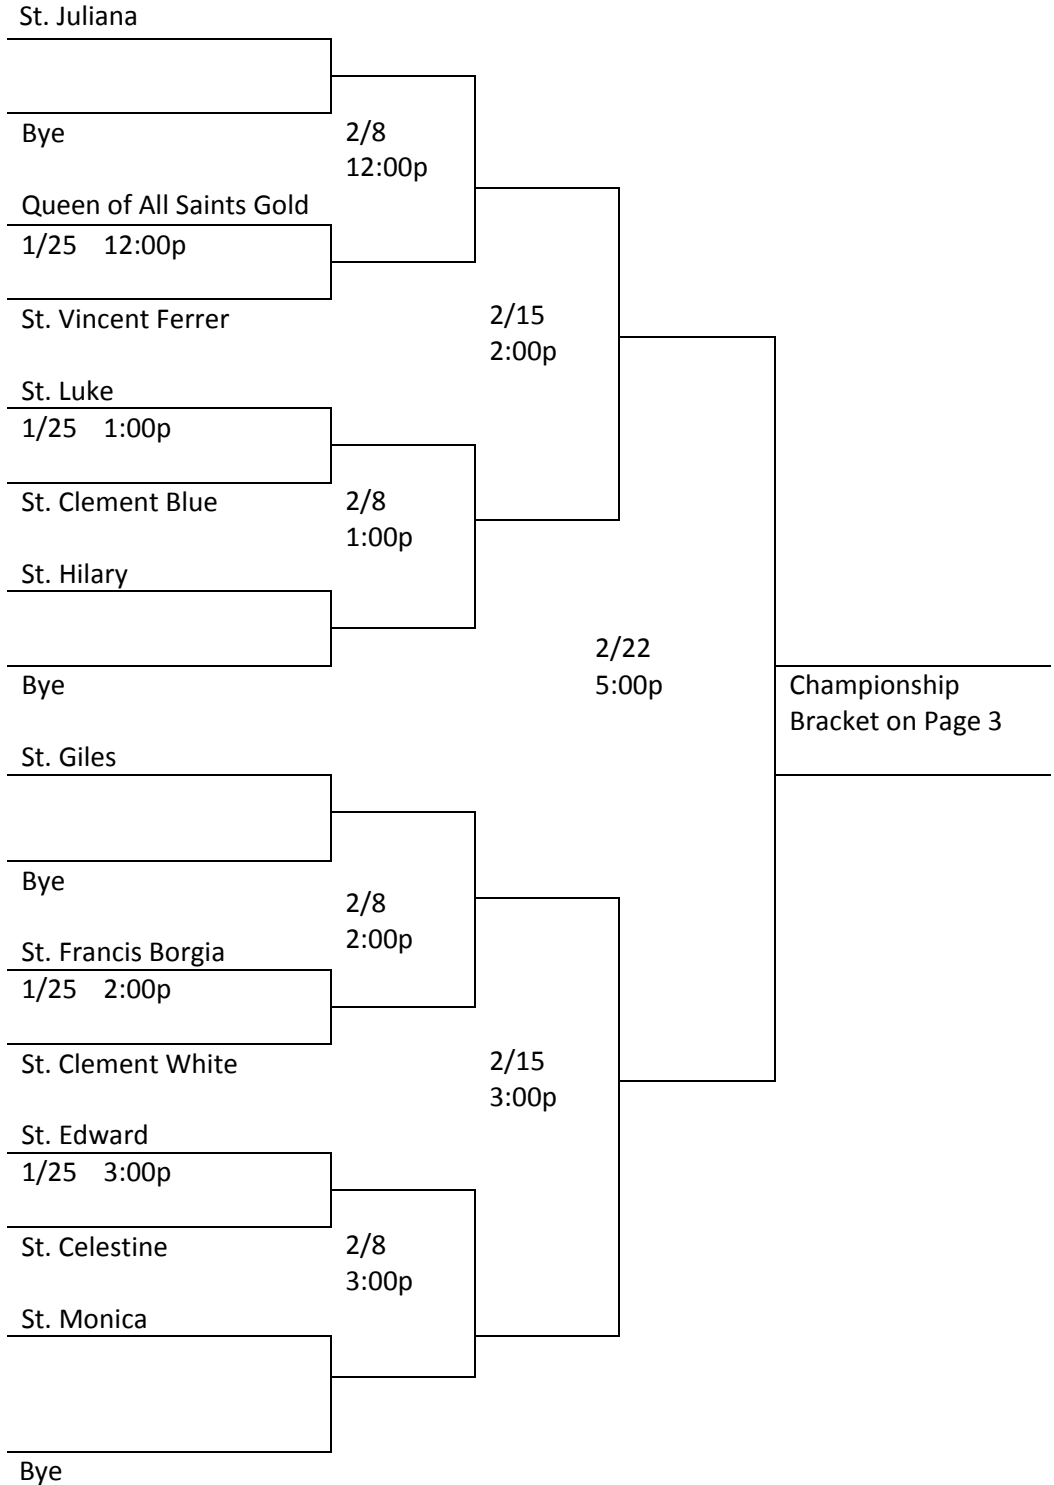 St. Juliana
Bye
2/8
12:00p
Queen of All Saints Gold
1/25 12:00p
St. Vincent Ferrer
2/15
2:00p
St. Luke
1/25 1:00p
St. Clement Blue
2/8
1:00p
St. Hilary
Bye
2/22
5:00p
Championship
Bracket on Page 3
St. Giles
Bye
2/8
2:00p
St. Francis Borgia
1/25 2:00p
St. Clement White
2/15
3:00p
St. Edward
1/25 3:00p
St. Celestine
2/8
3:00p
St. Monica
Bye